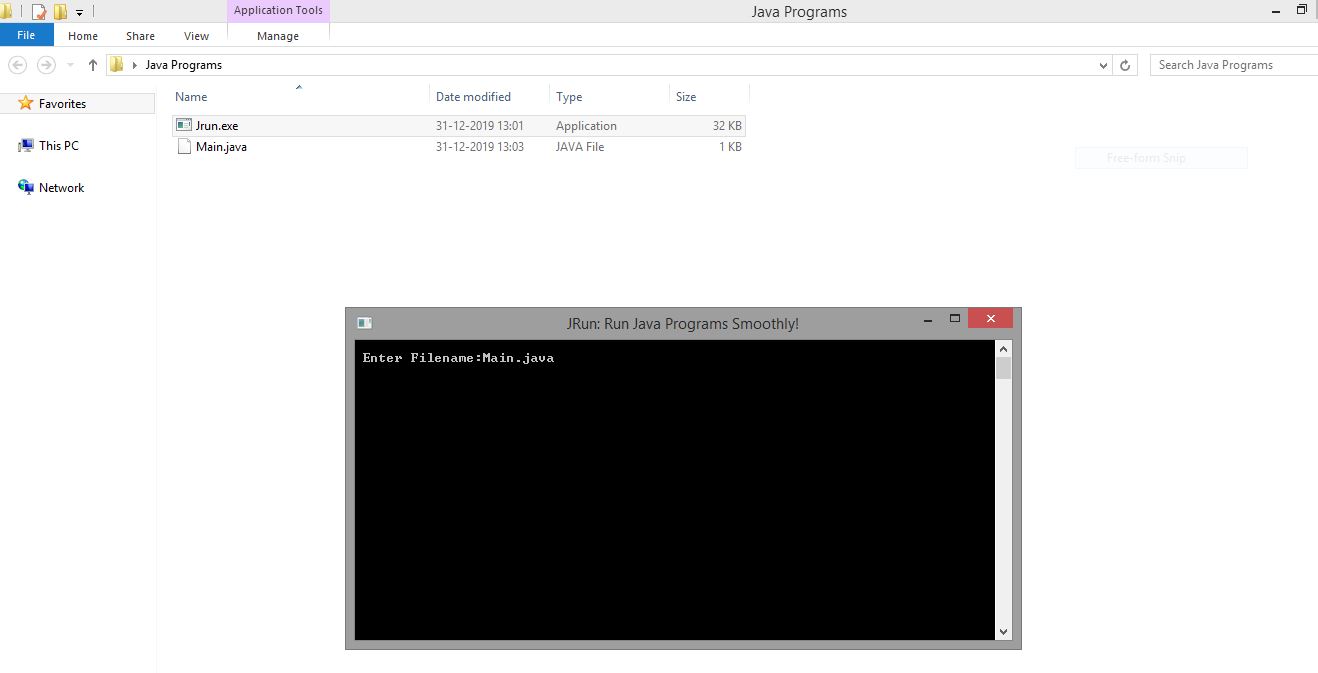 Application Tools
Java Programs
File Home Share View Manage
Java Programs
Search Java Programs
Name Date modified Type Size
Favorites
Jrun.exe 31-12-2019 13:01 Application 32 KB
Main.java 31-12-2019 13:03 JAVA File 1 KB
This PC
Free-form Snip
Network
JRun: Run Java Programs Smoothly!
Enter Filename:Main.java